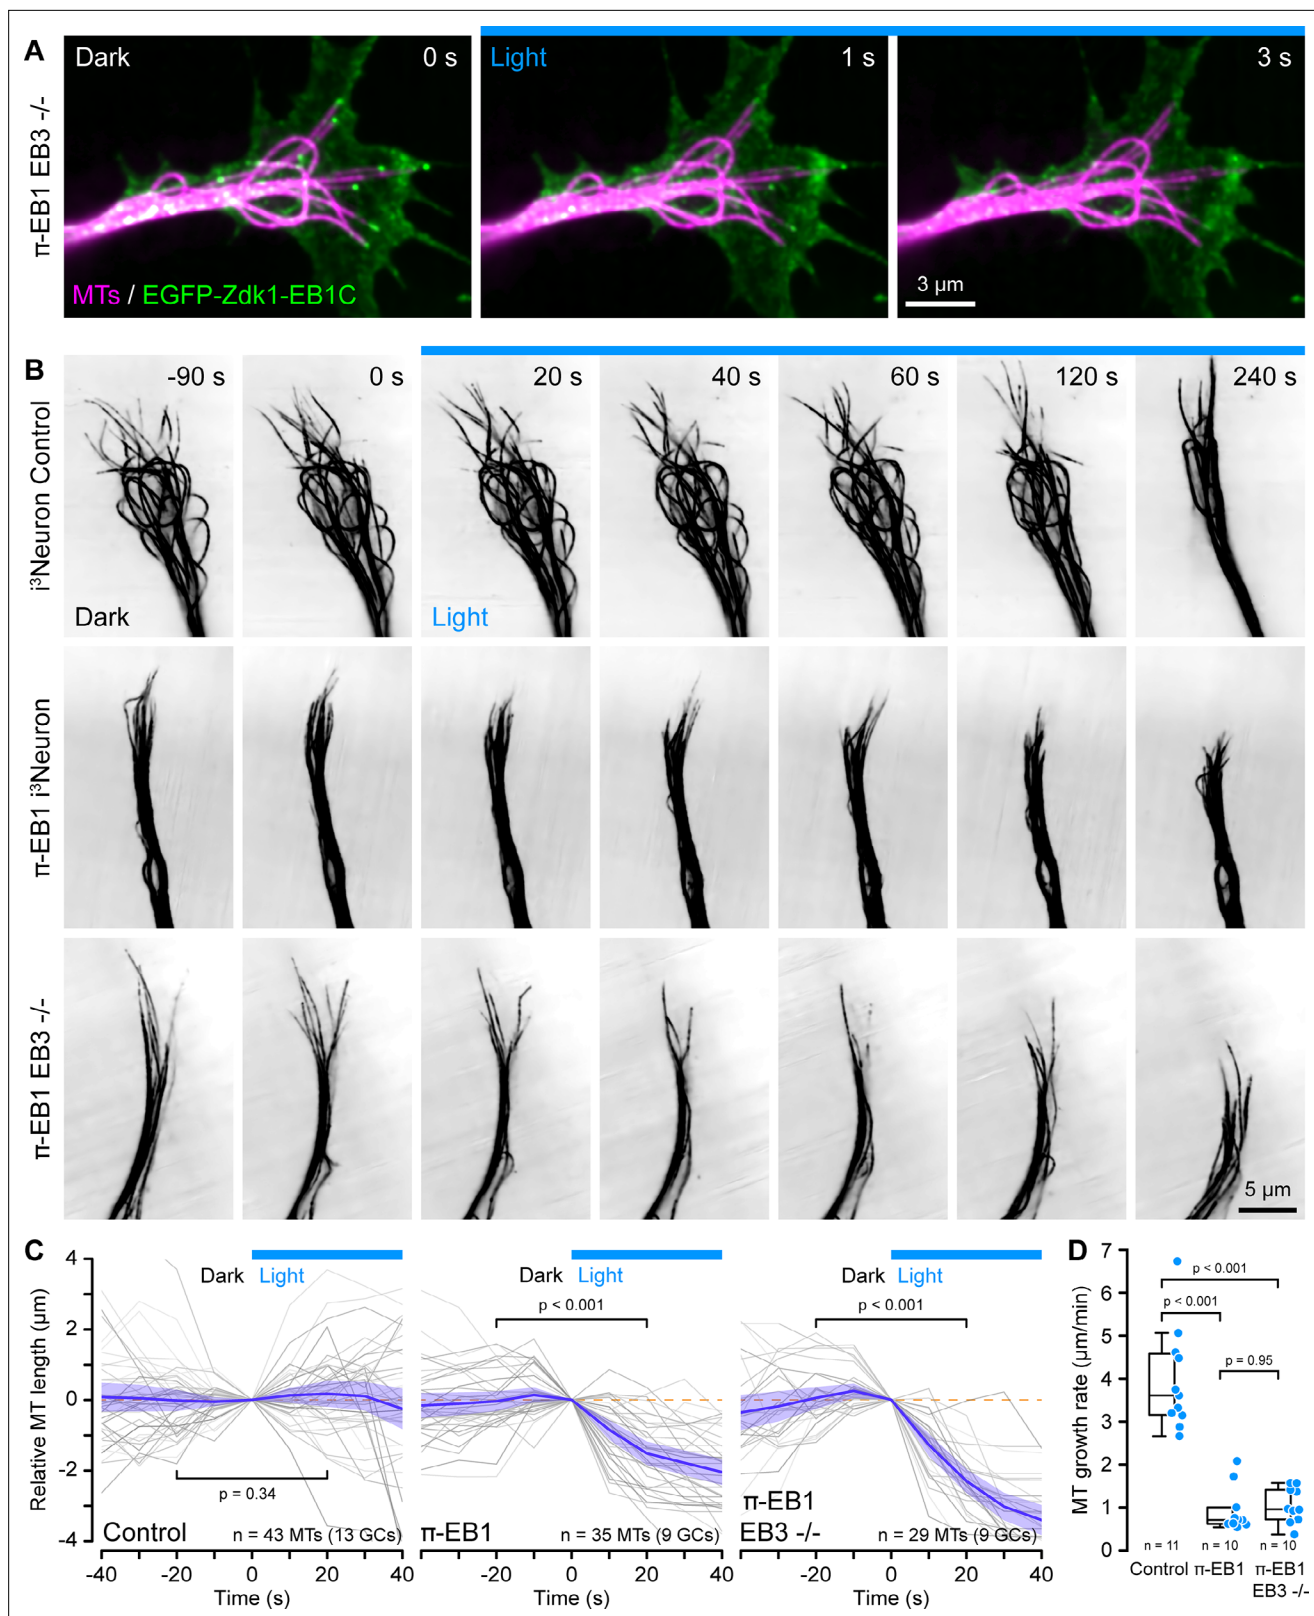 A
π-EB1 EB3 -/-
Dark
0 s
Light
1 s
3 s
MTs / EGFP-Zdk1-EB1C
3 µm
B
i³Neuron Control
-90 s
0 s
20 s
40 s
60 s
120 s
240 s
Dark
Light
π-EB1 i³Neuron
π-EB1 EB3 -/-
5 µm
C
Relative MT length (µm)
4
2
0
-2
-4
Dark Light
p = 0.34
Control
n = 43 MTs (13 GCs)
-40 -20 0 20 40
Time (s)
Dark Light
p < 0.001
π-EB1
n = 35 MTs (9 GCs)
-20 0 20 40
Time (s)
Dark Light
p < 0.001
π-EB1
EB3 -/-
n = 29 MTs (9 GCs)
-20 0 20 40
Time (s)
D
MT growth rate (µm/min)
7
6
5
4
3
2
1
0
p < 0.001
p < 0.001
p = 0.95
n = 11 n = 10 n = 10
Control π-EB1 π-EB1
EB3 -/-